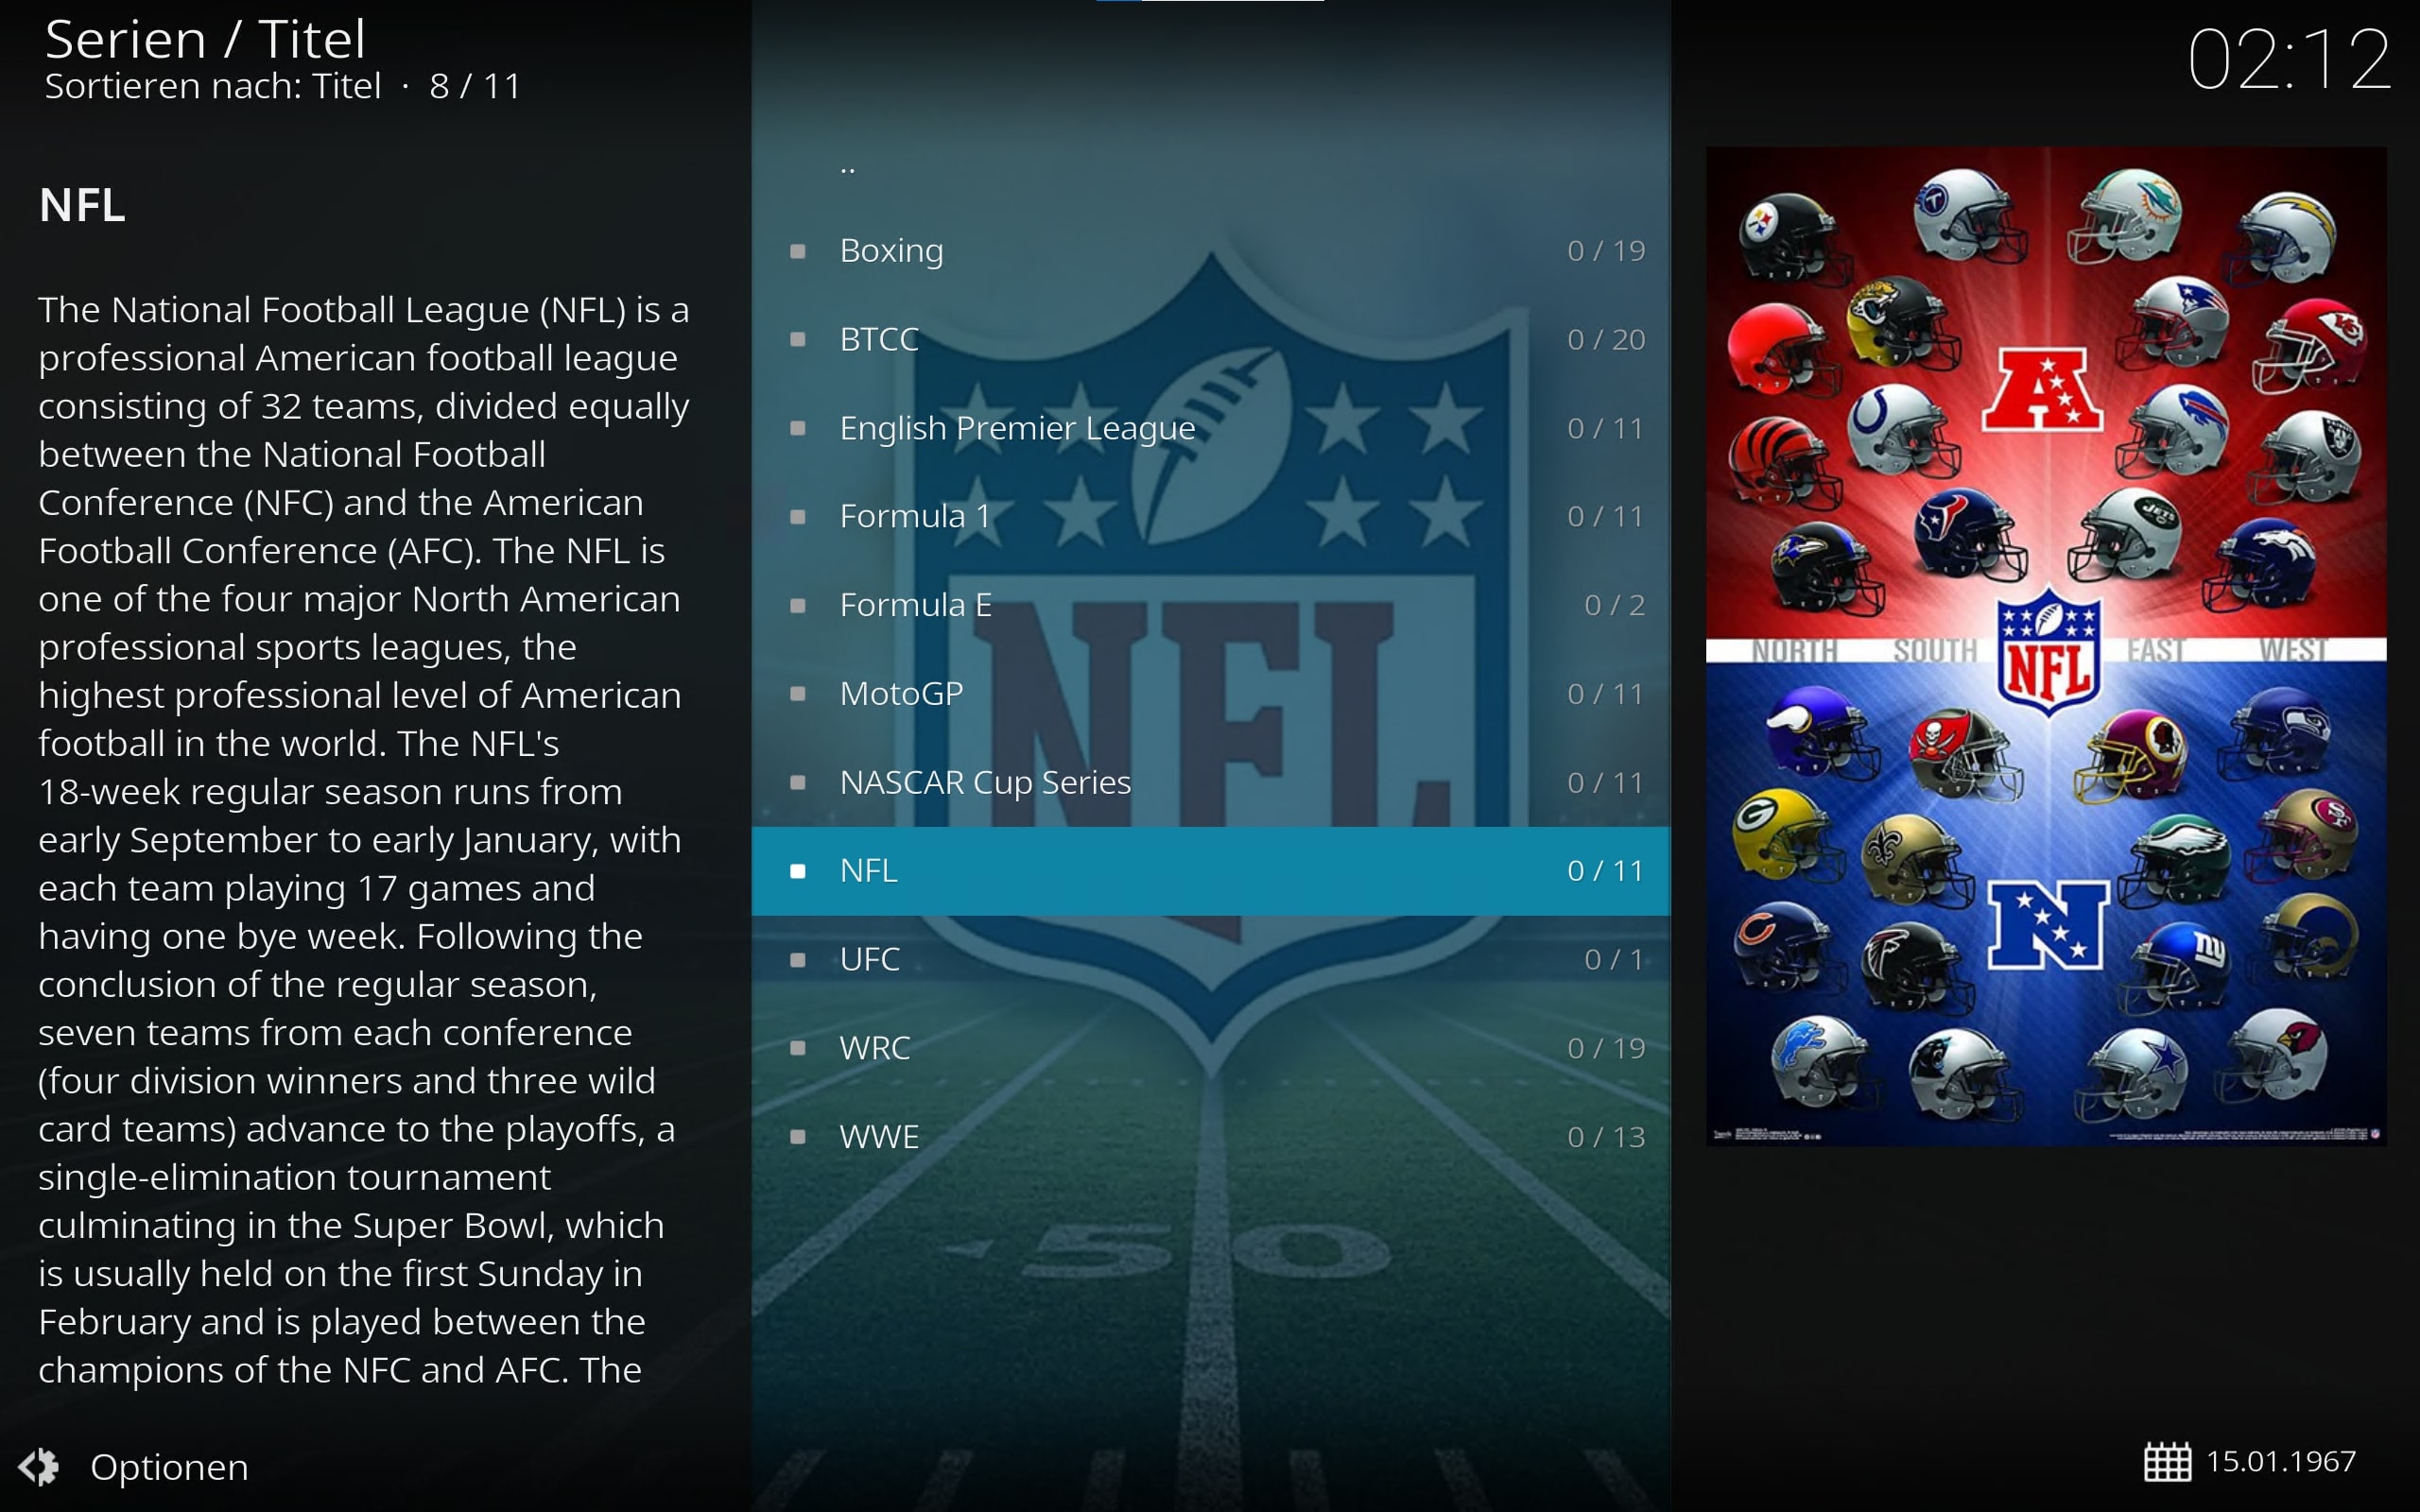 Serien / Titel
Sortieren nach: Titel · 8 / 11
02:12
NFL
The National Football League (NFL) is a
professional American football league
consisting of 32 teams, divided equally
between the National Football
Conference (NFC) and the American
Football Conference (AFC). The NFL is
one of the four major North American
professional sports leagues, the
highest professional level of American
football in the world. The NFL's
18-week regular season runs from
early September to early January, with
each team playing 17 games and
having one bye week. Following the
conclusion of the regular season,
seven teams from each conference
(four division winners and three wild
card teams) advance to the playoffs, a
single-elimination tournament
culminating in the Super Bowl, which
is usually held on the first Sunday in
February and is played between the
champions of the NFC and AFC. The
..
Boxing 0 / 19
BTCC 0 / 20
English Premier League 0 / 11
Formula 1 0 / 11
Formula E 0 / 2
MotoGP 0 / 11
NASCAR Cup Series 0 / 11
NFL 0 / 11
UFC 0 / 1
WRC 0 / 19
WWE 0 / 13
NFL
50
A
JETS
NORTH SOUTH EAST WEST
NFL
G
SF
N
C
ny
Optionen
15.01.1967